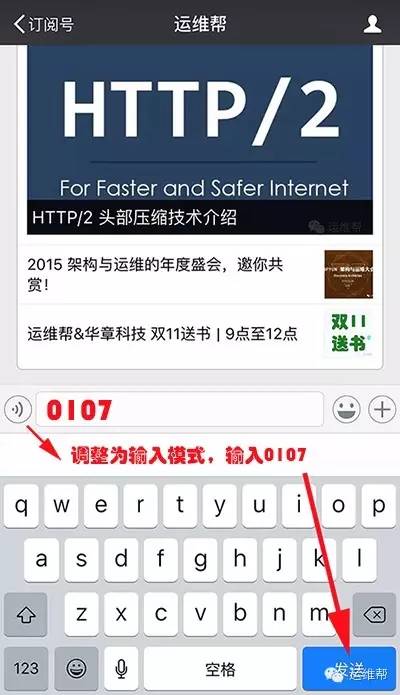 订阅号
运维帮
HTTP/2
For Faster and Safer Internet
HTTP/2 头部压缩技术介绍
运维帮
2015 架构与运维的年度盛会，邀你共
赏！
运维帮&华章科技 双11送书 | 9点至12点
双11
送书
0107
调整为输入模式，输入0107
q w e r t y u i o p
a s d f g h j k l
z x c v b n m
123
空格
发送
运维帮